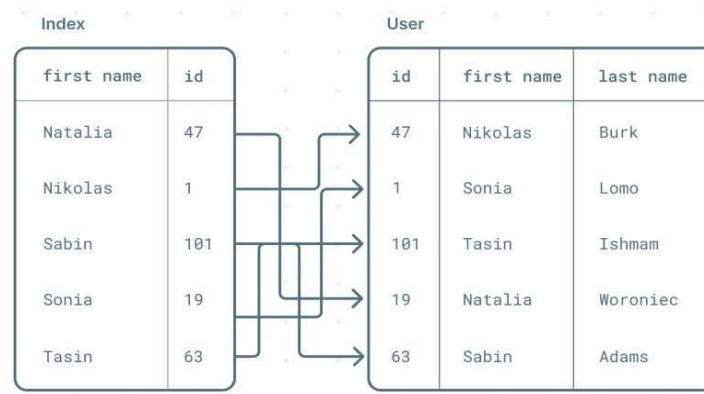 Index User
first name id id first name last name
Natalia 47 47 Nikolas Burk
Nikolas 1 1 Sonia Lomo
Sabin 101 101 Tasin Ishmam
Sonia 19 19 Natalia Woroniec
Tasin 63 63 Sabin Adams